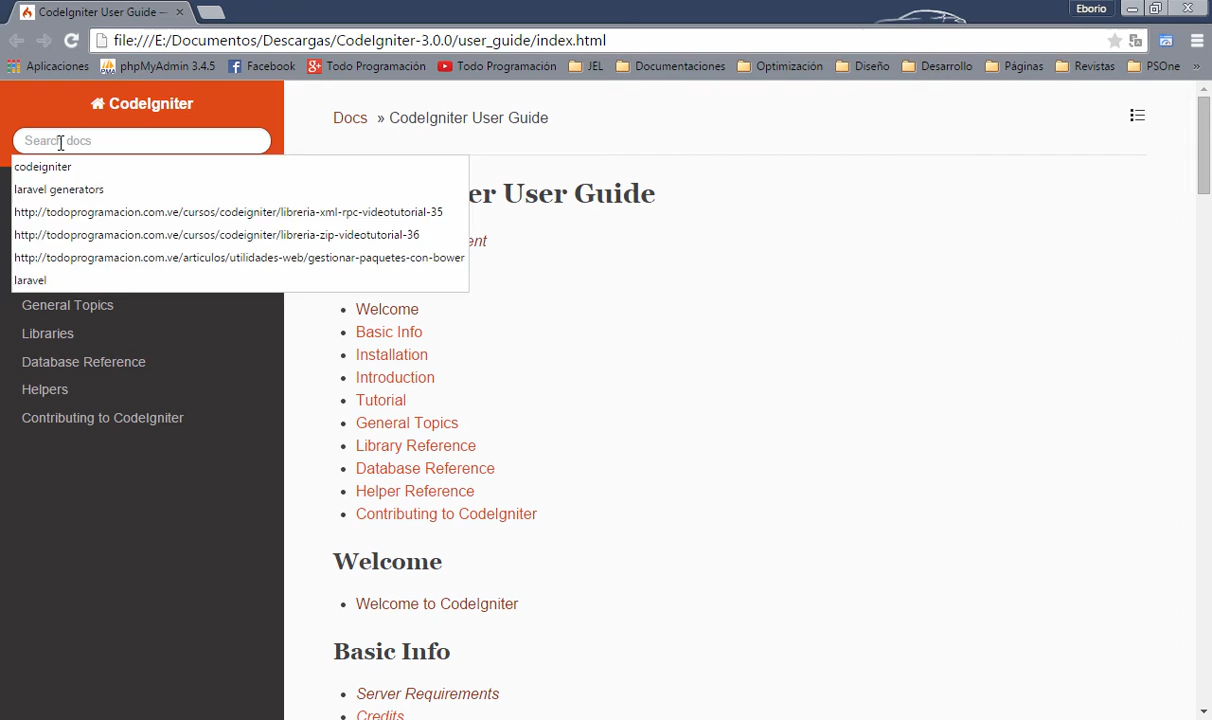 CodeIgniter User Guide —
Eborio
file:///E:/Documentos/Descargas/CodeIgniter-3.0.0/user_guide/index.html
Aplicaciones phpMyAdmin 3.4.5 Facebook Todo Programación Todo Programación JEL Documentaciones Optimización Diseño Desarrollo Páginas Revistas PSOne »
CodeIgniter
Search docs
codeigniter
laravel generators
http://todoprogramacion.com.ve/cursos/codeigniter/libreria-xml-rpc-videotutorial-35
http://todoprogramacion.com.ve/cursos/codeigniter/libreria-zip-videotutorial-36
http://todoprogramacion.com.ve/articulos/utilidades-web/gestionar-paquetes-con-bower
laravel
General Topics
Libraries
Database Reference
Helpers
Contributing to CodeIgniter
Docs » CodeIgniter User Guide
er User Guide
• Welcome
• Basic Info
• Installation
• Introduction
• Tutorial
• General Topics
• Library Reference
• Database Reference
• Helper Reference
• Contributing to CodeIgniter
Welcome
• Welcome to CodeIgniter
Basic Info
• Server Requirements
• Credits